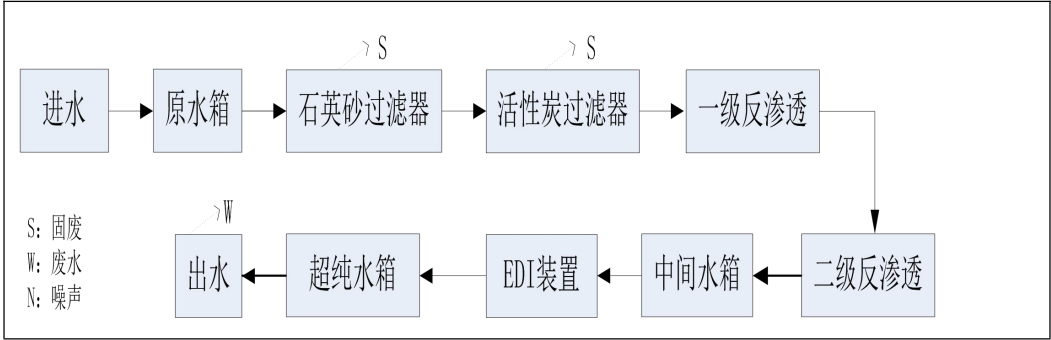 S
S
进水
原水箱
石英砂过滤器
活性炭过滤器
一级反渗透
W
S: 固废
W: 废水
N: 噪声
出水
超纯水箱
EDI装置
中间水箱
二级反渗透